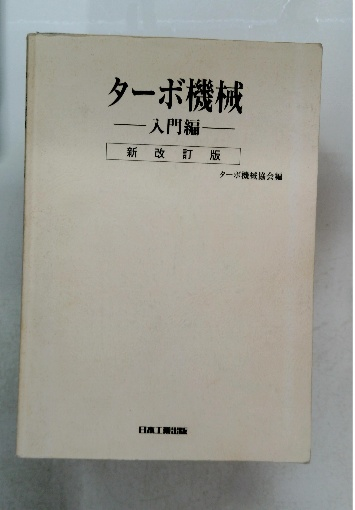 ターボ機械
入門編
新改訂版
ターボ機械協会編
日本工業出版